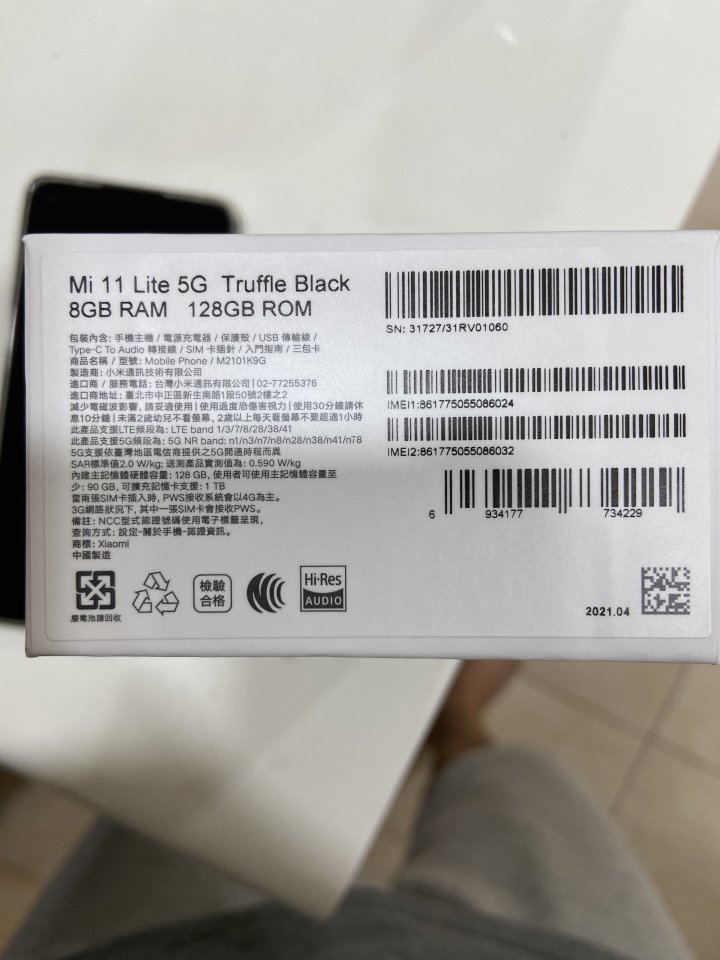 Mi 11 Lite 5G Truffle Black
8GB RAM 128GB ROM
包裝內含: 手機主機 / 電源充電器 / 保護殼 / USB 傳輸線 /
Type-C To Audio 轉接線 / SIM 卡插針 / 入門指南 / 三包卡
商品名稱 / 型號: Mobile Phone / M2101K9G
製造商: 小米通訊技術有限公司
進口商 / 服務電話: 台灣小米通訊有限公司 | 02-77255376
進口商地址: 臺北市中正區新生南路1段50號2樓之2
減少電磁波影響, 請妥適使用 | 使用過度恐傷害視力 | 使用30分鐘請休
息10分鐘 | 未滿2歲幼兒不看螢幕, 2歲以上每天看螢幕不要超過1小時
此產品支援LTE頻段為: LTE band 1/3/7/8/28/38/41
此產品支援5G頻段為: 5G NR band: n1/n3/n7/n8/n28/n38/n41/n78
5G支援依臺灣地區電信商提供之5G開通時程而異
SAR標準值2.0 W/kg; 送測產品實測值為: 0.590 W/kg
內建主記憶體硬體容量: 128 GB, 使用者可使用主記憶體容量至
少: 90 GB, 可擴充記憶卡支援: 1 TB
當兩張SIM卡插入時, PWS接收系統會以4G為主。
3G網路狀況下, 其中一張SIM卡會接收PWS。
備註: NCC型式認證號碼使用電子標籤呈現,
查詢方式: 設定-關於手機-認證資訊。
商標: Xiaomi
中國製造
廢電池請回收
檢驗
合格
Hi-Res
AUDIO
SN: 31727/31RV01060
IMEI1:861775055086024
IMEI2:861775055086032
6 934177 734229
2021.04